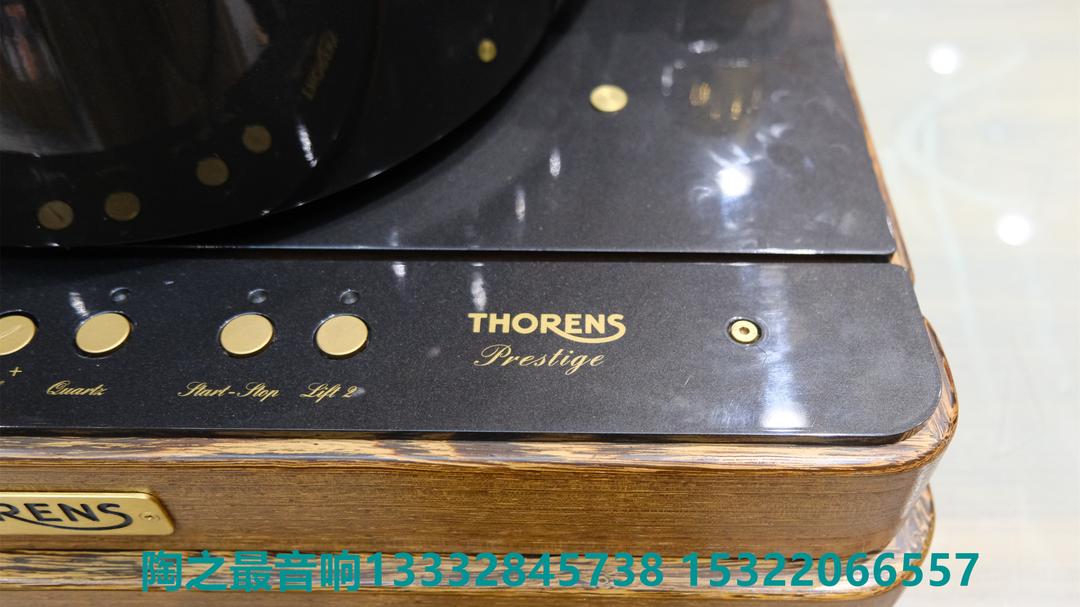 THORENS
Prestige
+
Quartz
Start-Stop
Lift 2
RENS
陶之最音响13332845738 15322066557